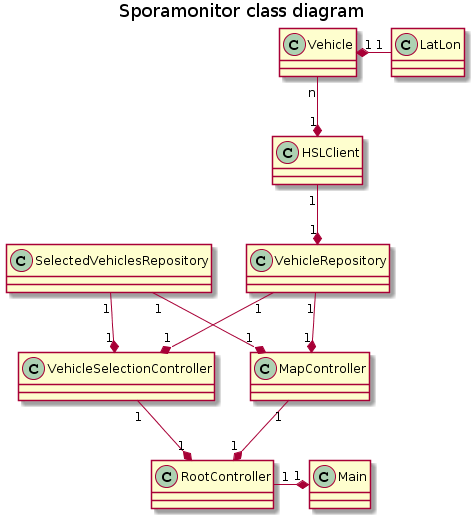 Sporamonitor class diagram
C Vehicle 1 1 C LatLon
n
1
C HSLClient
1
1
C SelectedVehiclesRepository C VehicleRepository
1 1 1 1
1 1 1 1
C VehicleSelectionController C MapController
1 1
1 1
C RootController 1 1 C Main